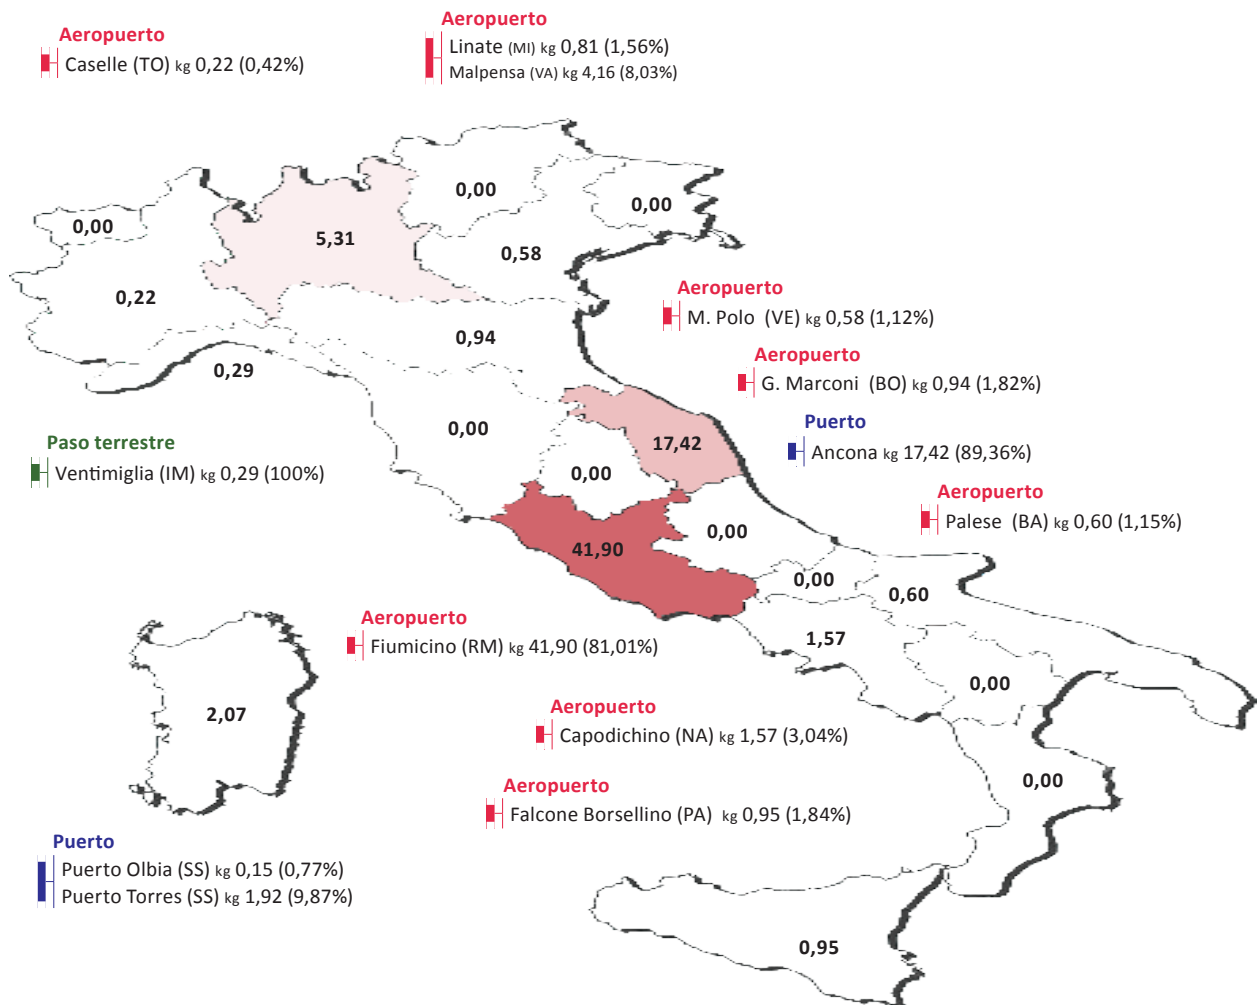 Aeropuerto
Caselle (TO) kg 0,22 (0,42%)
Aeropuerto
Linate (MI) kg 0,81 (1,56%)
Malpensa (VA) kg 4,16 (8,03%)
0,00
0,00
0,00
5,31
0,58
0,22
0,94
0,29
Aeropuerto
M. Polo (VE) kg 0,58 (1,12%)
Aeropuerto
G. Marconi (BO) kg 0,94 (1,82%)
Puerto
Ancona kg 17,42 (89,36%)
0,00
17,42
0,00
Paso terrestre
Ventimiglia (IM) kg 0,29 (100%)
Aeropuerto
Palese (BA) kg 0,60 (1,15%)
41,90
0,00
0,00
0,60
1,57
0,00
Aeropuerto
Fiumicino (RM) kg 41,90 (81,01%)
2,07
Aeropuerto
Capodichino (NA) kg 1,57 (3,04%)
0,00
Aeropuerto
Falcone Borsellino (PA) kg 0,95 (1,84%)
Puerto
Puerto Olbia (SS) kg 0,15 (0,77%)
Puerto Torres (SS) kg 1,92 (9,87%)
0,95